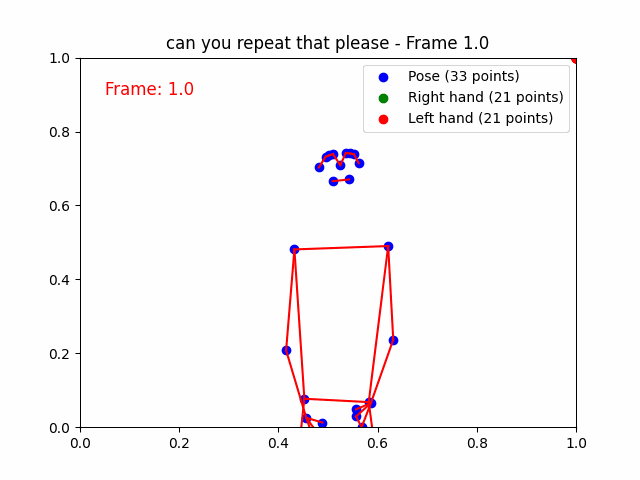 can you repeat that please - Frame 1.0
Frame: 1.0
Pose (33 points)
Right hand (21 points)
Left hand (21 points)
1.0
0.8
0.6
0.4
0.2
0.0
0.0 0.2 0.4 0.6 0.8 1.0